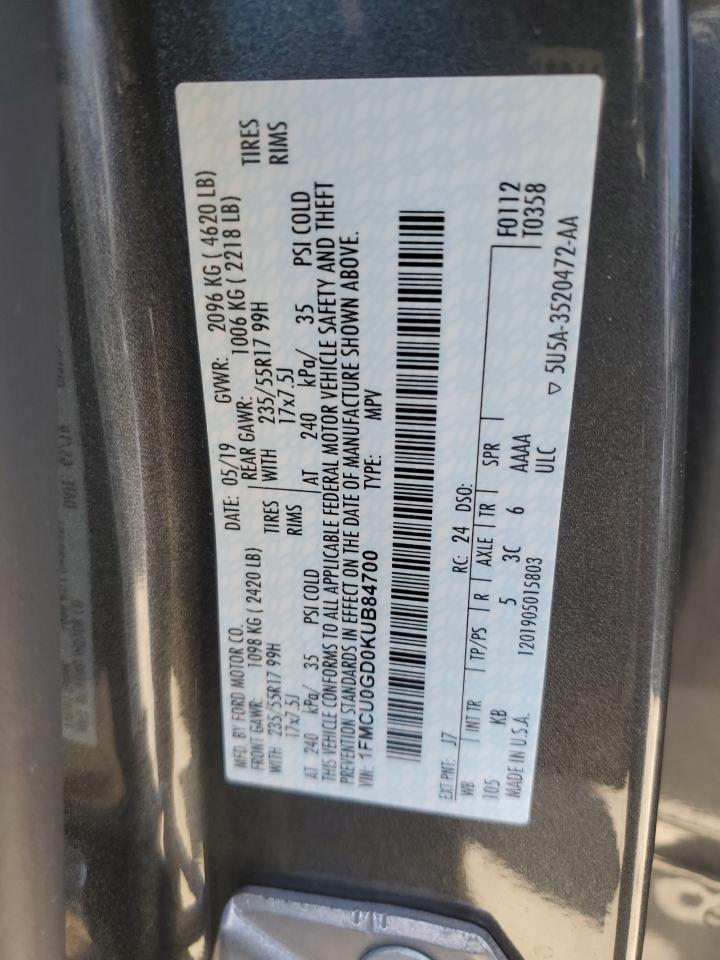 MFD. BY FORD MOTOR CO.
DATE: 05/19 GVWR: 2096 KG ( 4620 LB)
FRONT GAWR: 1098 KG ( 2420 LB) REAR GAWR: 1006 KG ( 2218 LB)
WITH 235/55R17 99H TIRES WITH 235/55R17 99H TIRES
17x7.5J RIMS 17x7.5J RIMS
AT 240 kPa/ 35 PSI COLD AT 240 kPa/ 35 PSI COLD
THIS VEHICLE CONFORMS TO ALL APPLICABLE FEDERAL MOTOR VEHICLE SAFETY AND THEFT
PREVENTION STANDARDS IN EFFECT ON THE DATE OF MANUFACTURE SHOWN ABOVE.
VIN: 1FMCU0GD0KUB84700 TYPE: MPV
EXT PNT: J7 RC: 24 DSO: F0112
WB INT TR TP/PS R AXLE TR SPR T0358
105 KB 5 3C 6 AAAA
MADE IN U.S.A. 1201905015803 ULC ▽ 5U5A-3520472-AA